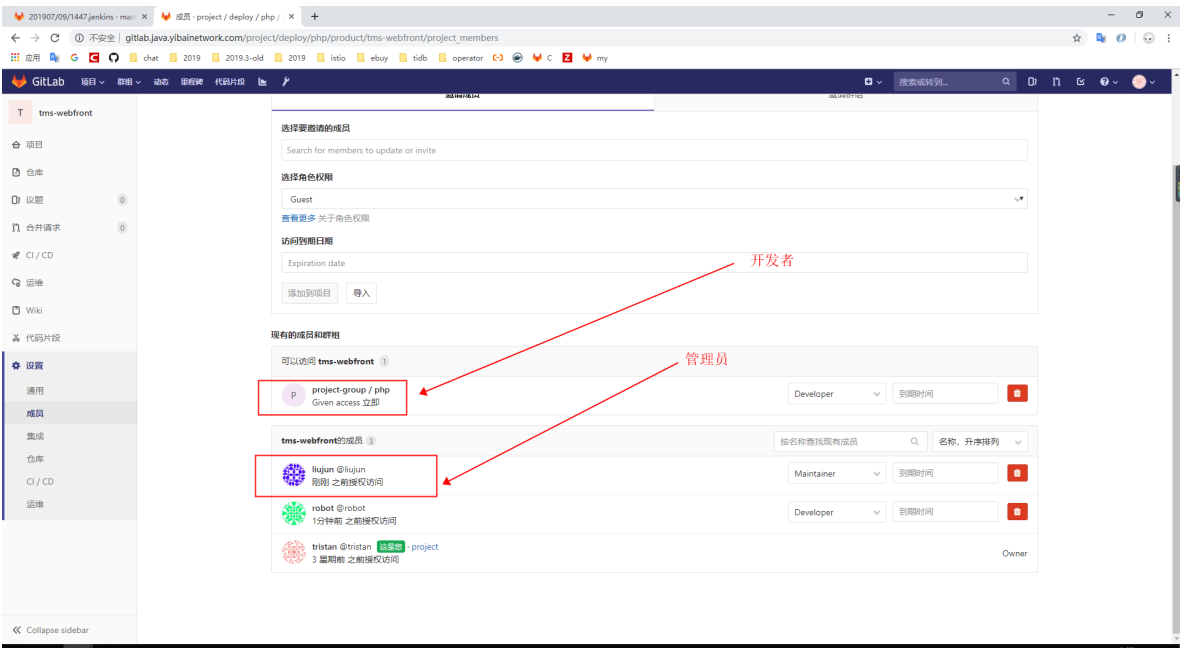 201907/09/1447.jenkins · mas
成员 · project / deploy / php /
不安全 | gitlab.java.yibainetwork.com/project/deploy/php/product/tms-webfront/project_members
应用 G C chat 2019 2019.3-old 2019 istio ebuy tidb operator C Z my
GitLab 项目 群组 动态 里程碑 代码片段 搜索或转到...
邀请成员 邀请群组
T tms-webfront
项目
仓库
议题 0
合并请求 0
CI / CD
运维
Wiki
代码片段
设置
通用
成员
集成
仓库
CI / CD
运维
Collapse sidebar
选择要邀请的成员
Search for members to update or invite
选择角色权限
Guest
查看更多 关于角色权限
访问到期日期
Expiration date
开发者
添加到项目 导入
现有的成员和群组
管理员
可以访问 tms-webfront 1
P project-group / php
Given access 立即
Developer 到期时间
tms-webfront的成员 3 按名称查找现有成员 名称，升序排列
liujun @liujun
刚刚 之前授权访问
Maintainer 到期时间
robot @robot
1分钟前 之前授权访问
Developer 到期时间
tristan @tristan 这是您 · project
3 星期前 之前授权访问
Owner